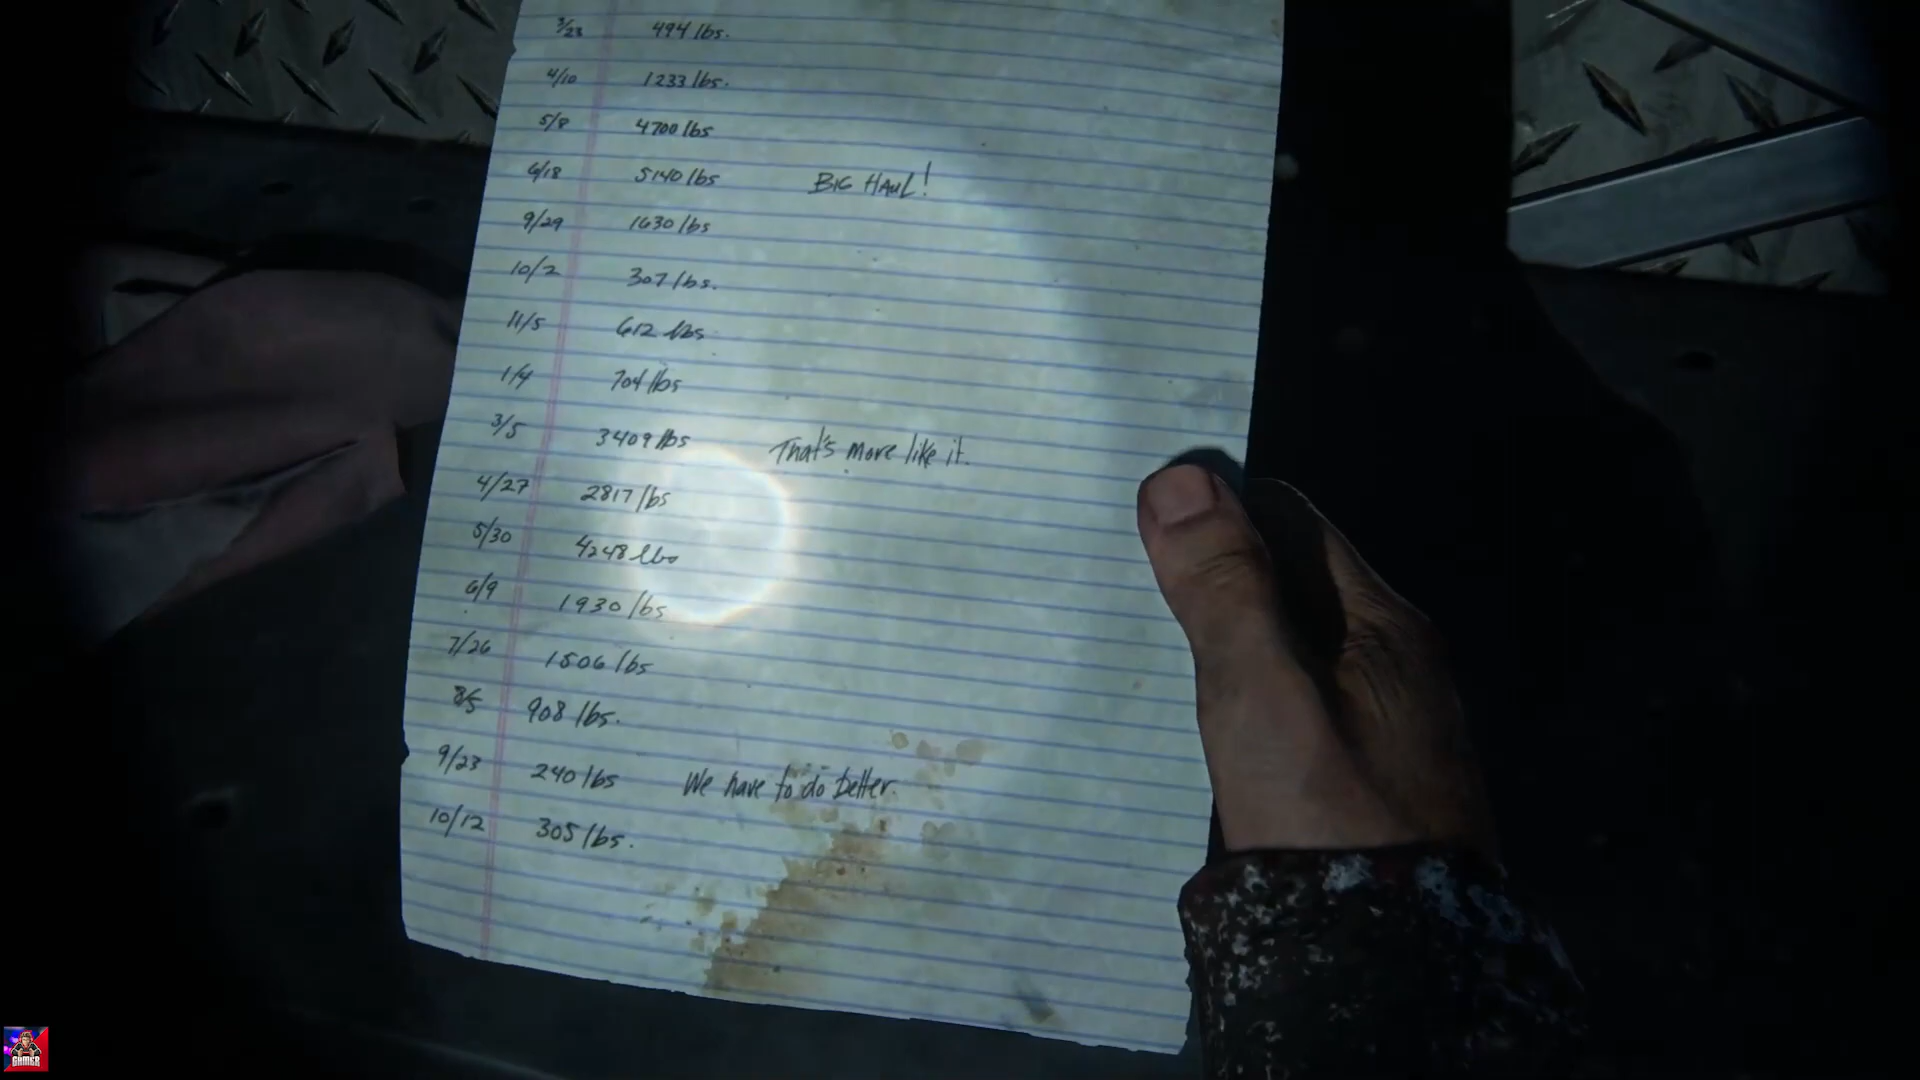 3/23 494 lbs.
4/10 1233 lbs.
5/8 4700 lbs
6/18 5140 lbs BIG HAUL!
9/29 1630 lbs
10/2 307 lbs.
11/5 612 lbs
1/4 704 lbs
3/5 3409 lbs That's more like it.
4/27 2817 lbs
5/30 4248 lbs
6/9 1930 lbs
7/26 1506 lbs
8/5 908 lbs.
9/23 240 lbs We have to do better.
10/12 305 lbs.
GAMER